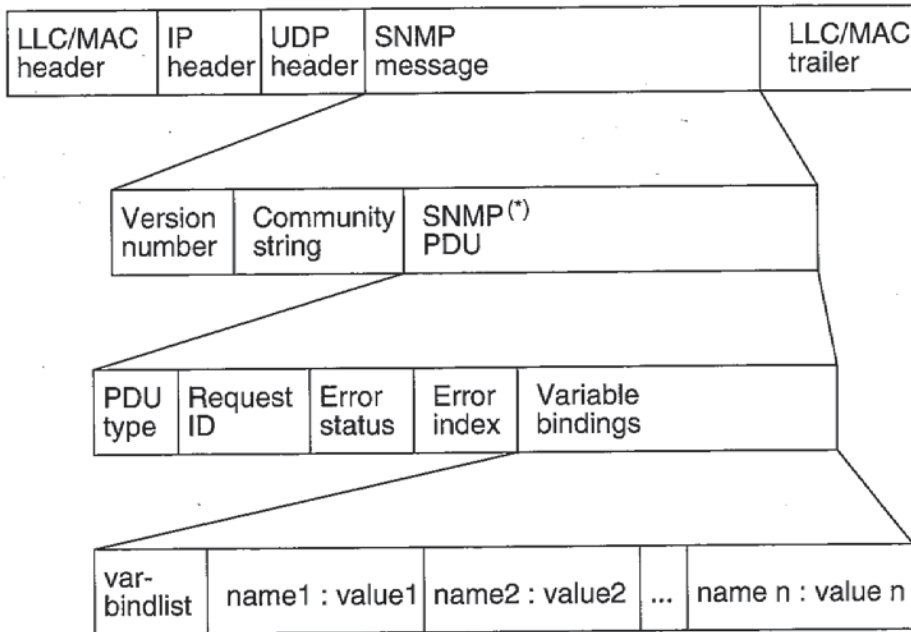 LLC/MAC header
IP header
UDP header
SNMP message
LLC/MAC trailer
Version number
Community string
SNMP(*) PDU
PDU type
Request ID
Error status
Error index
Variable bindings
var-bindlist
name1 : value1
name2 : value2
...
name n : value n